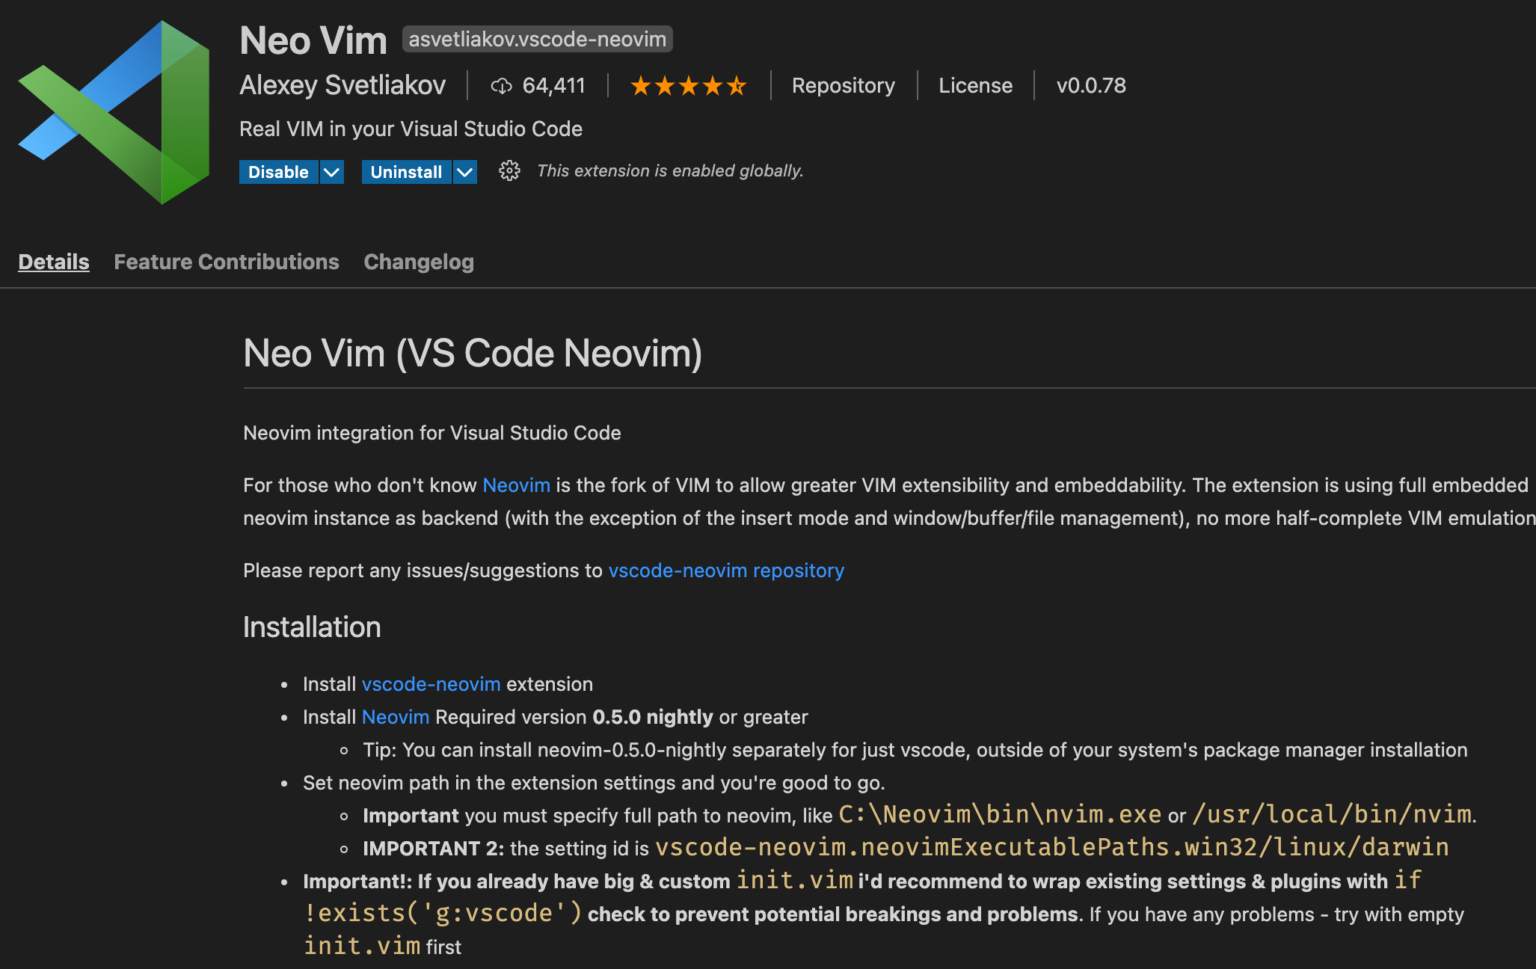 Neo Vim asvetliakov.vscode-neovim
Alexey Svetliakov 64,411 Repository License v0.0.78
Real VIM in your Visual Studio Code
Disable Uninstall This extension is enabled globally.
Details Feature Contributions Changelog
Neo Vim (VS Code Neovim)
Neovim integration for Visual Studio Code
For those who don't know Neovim is the fork of VIM to allow greater VIM extensibility and embeddability. The extension is using full embedded
neovim instance as backend (with the exception of the insert mode and window/buffer/file management), no more half-complete VIM emulation
Please report any issues/suggestions to vscode-neovim repository
Installation
• Install vscode-neovim extension
• Install Neovim Required version 0.5.0 nightly or greater
◦ Tip: You can install neovim-0.5.0-nightly separately for just vscode, outside of your system's package manager installation
• Set neovim path in the extension settings and you're good to go.
◦ Important you must specify full path to neovim, like C:\Neovim\bin\nvim.exe or /usr/local/bin/nvim.
◦ IMPORTANT 2: the setting id is vscode-neovim.neovimExecutablePaths.win32/linux/darwin
• Important!: If you already have big & custom init.vim i'd recommend to wrap existing settings & plugins with if
!exists('g:vscode') check to prevent potential breakings and problems. If you have any problems - try with empty
init.vim first